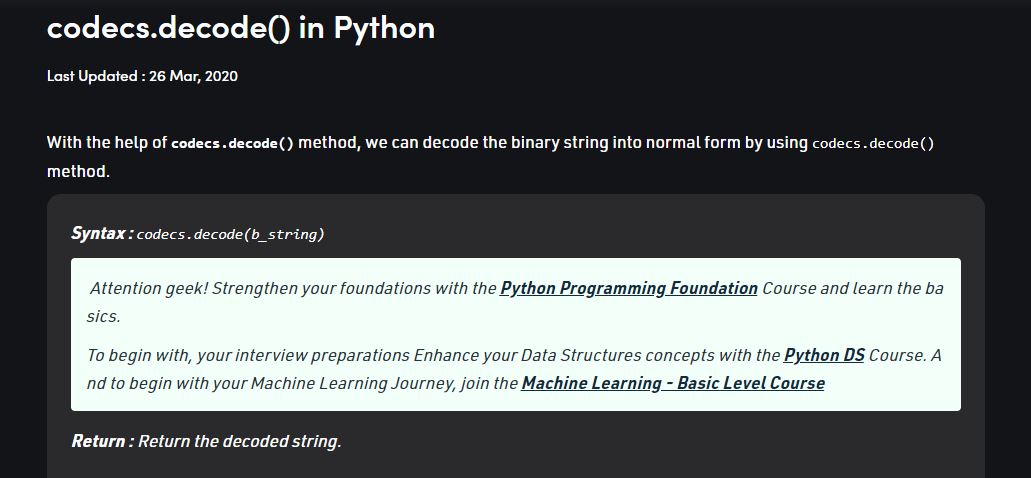 codecs.decode() in Python
Last Updated : 26 Mar, 2020
With the help of codecs.decode() method, we can decode the binary string into normal form by using codecs.decode()
method.
Syntax : codecs.decode(b_string)
Attention geek! Strengthen your foundations with the Python Programming Foundation Course and learn the ba
sics.
To begin with, your interview preparations Enhance your Data Structures concepts with the Python DS Course. A
nd to begin with your Machine Learning Journey, join the Machine Learning - Basic Level Course
Return : Return the decoded string.